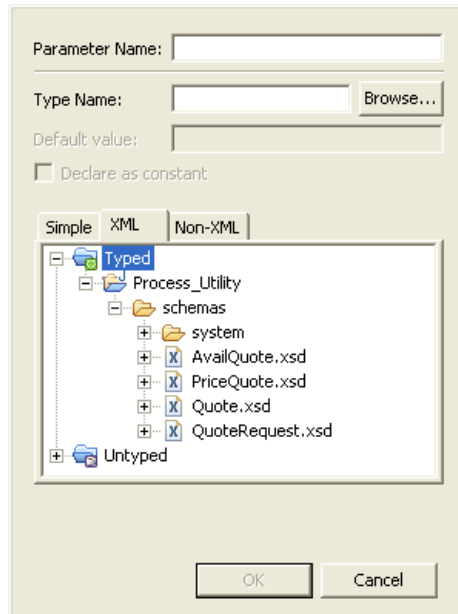 Parameter Name:
Type Name:
Browse...
Default value:
Declare as constant
Simple XML Non-XML
Typed
Process_Utility
schemas
system
AvailQuote.xsd
PriceQuote.xsd
Quote.xsd
QuoteRequest.xsd
Untyped
OK Cancel